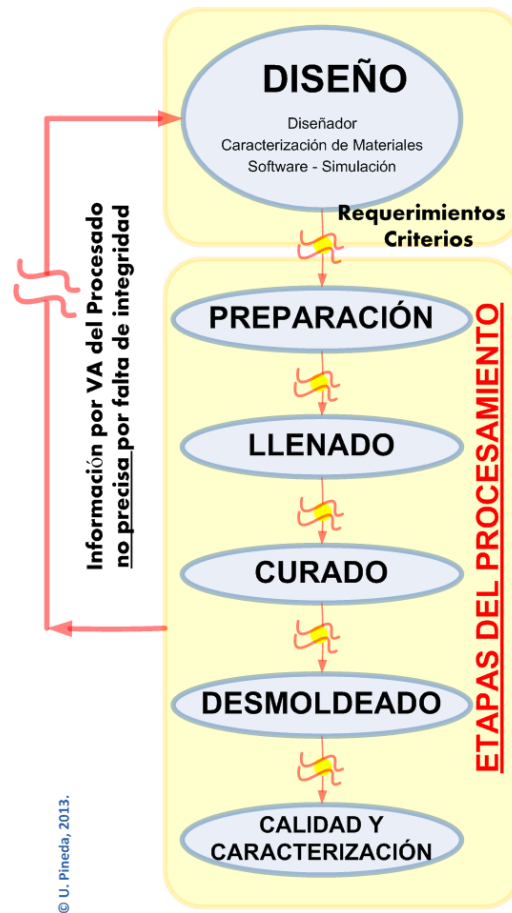 DISEÑO
Diseñador
Caracterización de Materiales
Software - Simulación
Requerimientos
Criterios
Información por VA del Procesado
no precisa por falta de integridad
PREPARACIÓN
LLENADO
CURADO
DESMOLDEADO
CALIDAD Y
CARACTERIZACIÓN
ETAPAS DEL PROCESAMIENTO
© U. Pineda, 2013.